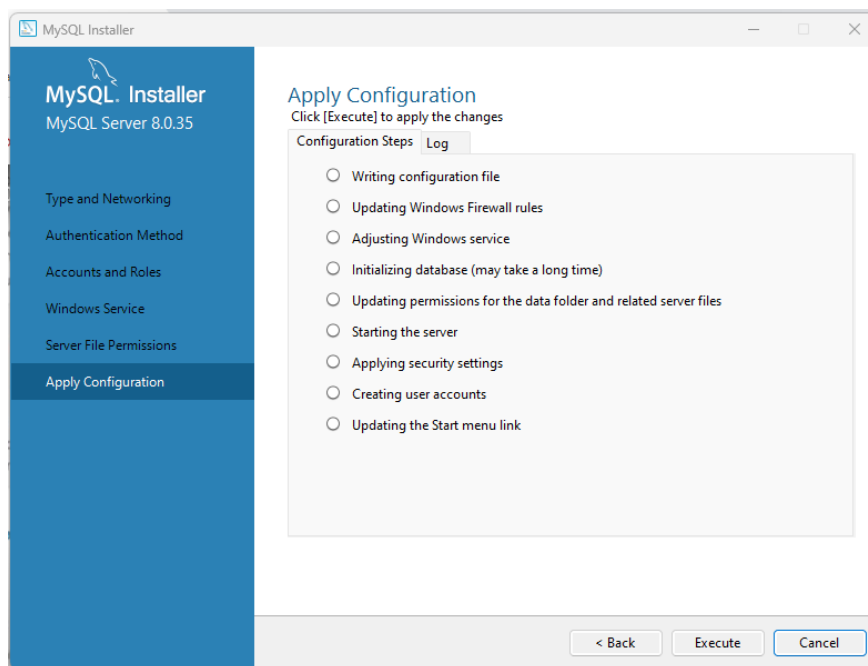 MySQL Installer
MySQL. Installer
MySQL Server 8.0.35
Type and Networking
Authentication Method
Accounts and Roles
Windows Service
Server File Permissions
Apply Configuration
Apply Configuration
Click [Execute] to apply the changes
Configuration Steps
Log
Writing configuration file
Updating Windows Firewall rules
Adjusting Windows service
Initializing database (may take a long time)
Updating permissions for the data folder and related server files
Starting the server
Applying security settings
Creating user accounts
Updating the Start menu link
< Back
Execute
Cancel